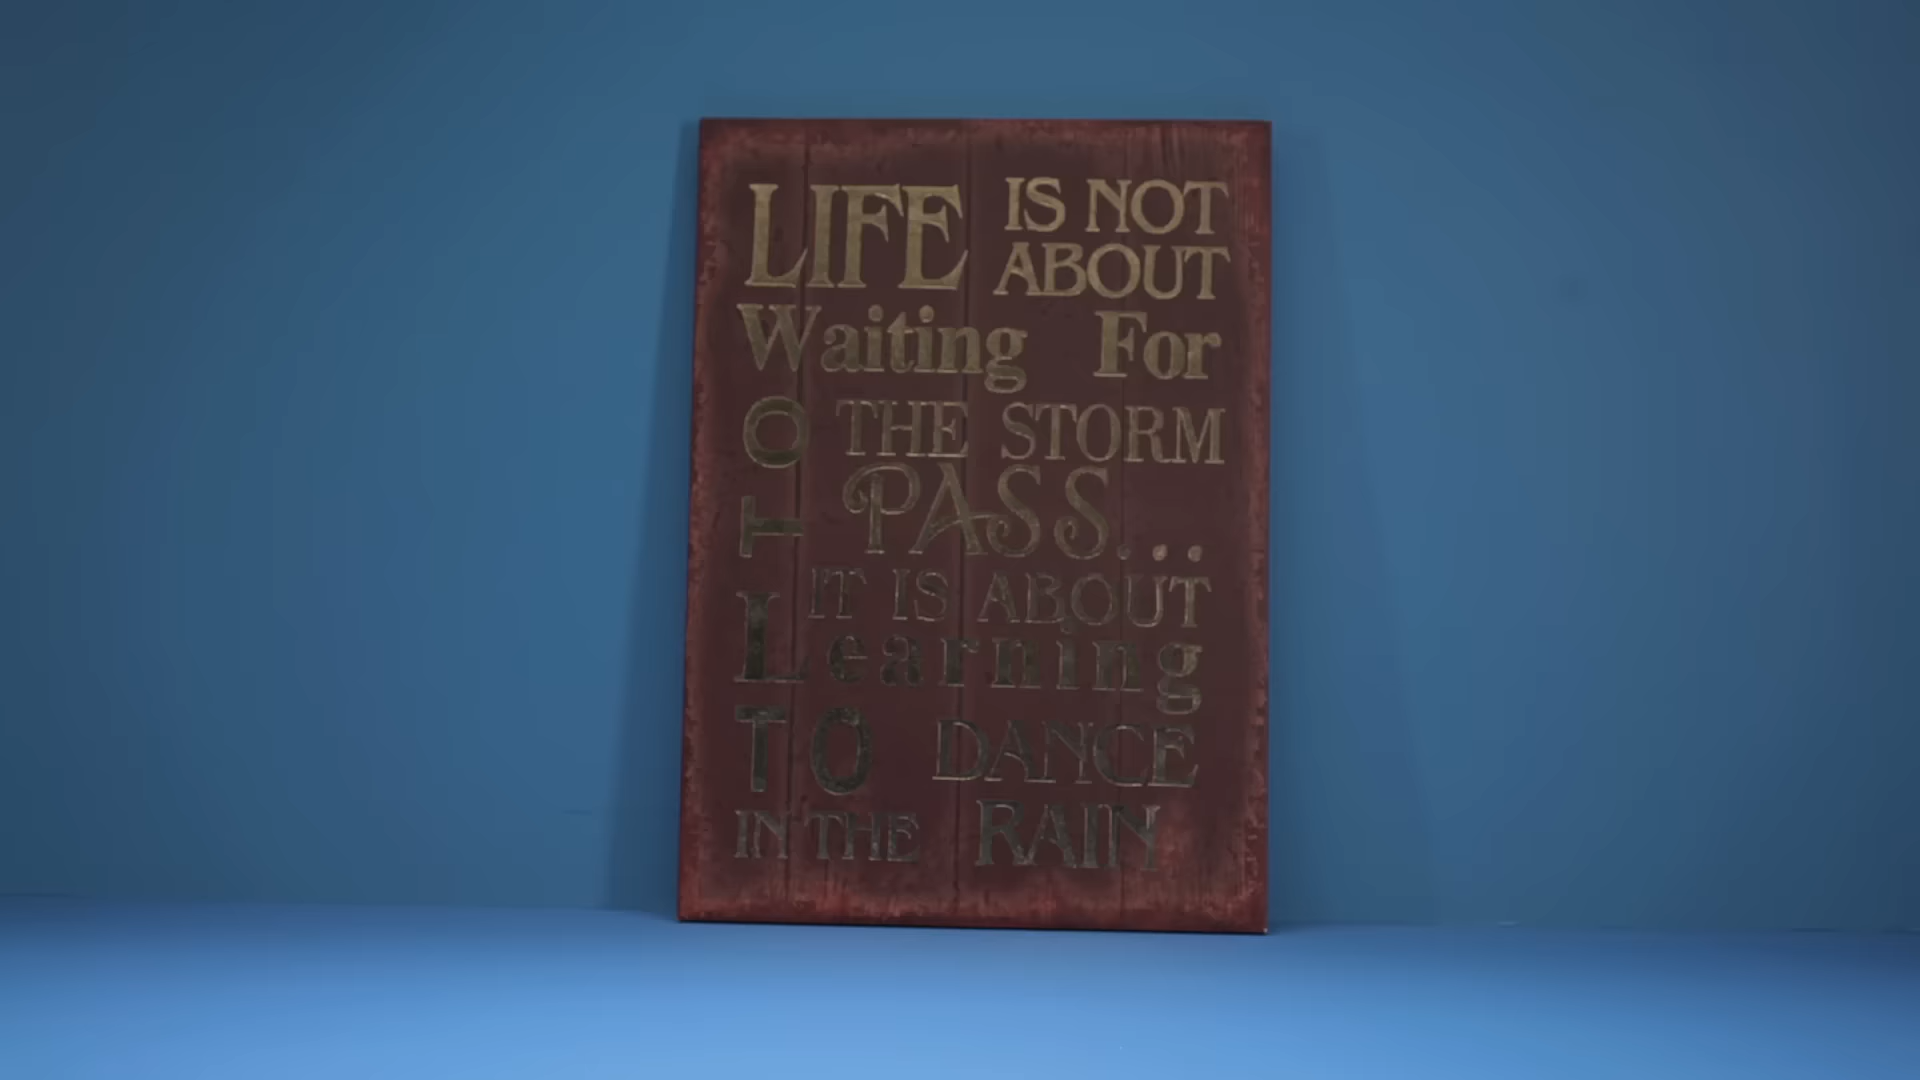 LIFE IS NOT
ABOUT
Waiting For
TO THE STORM
PASS...
IT IS ABOUT
Learning
TO DANCE
IN THE RAIN